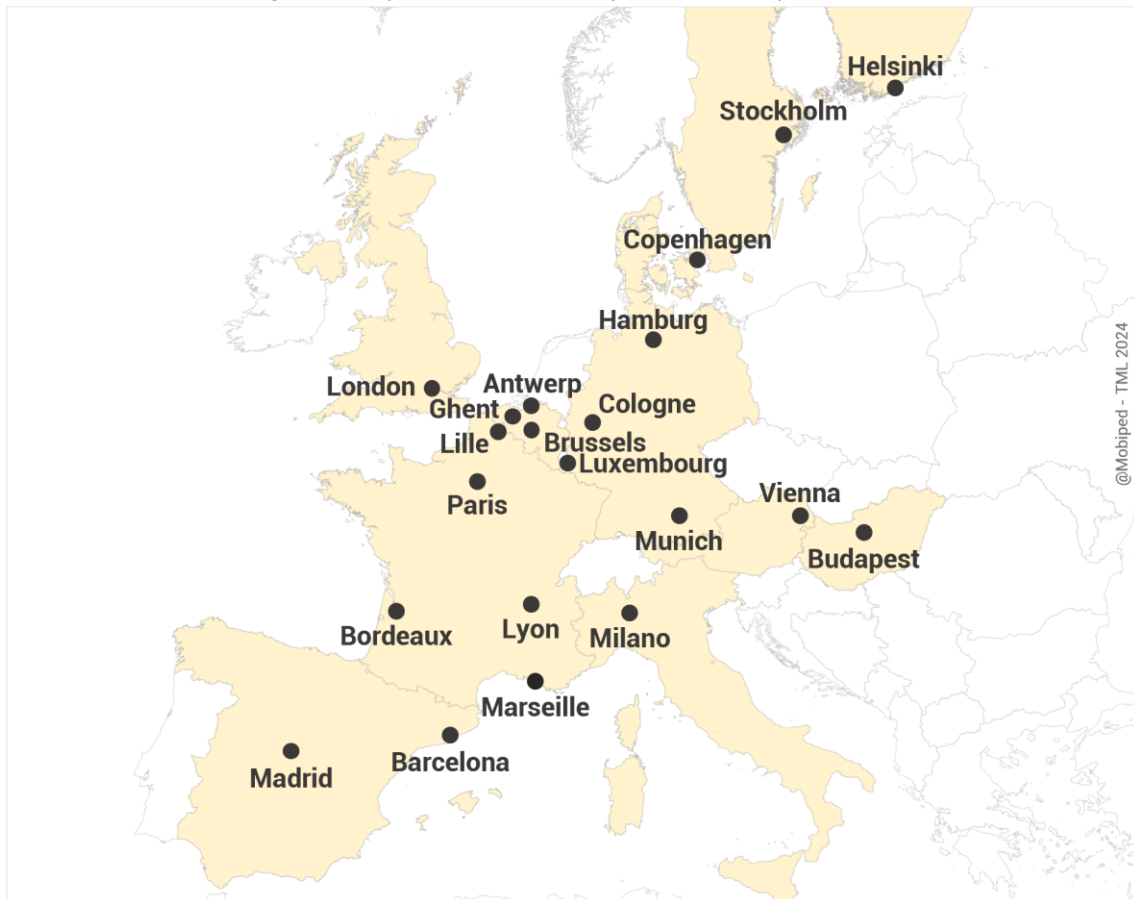 Helsinki
Stockholm
Copenhagen
Hamburg
London
Antwerp
Ghent
Cologne
Lille
Brussels
Luxembourg
Paris
Vienna
Munich
Budapest
Bordeaux
Lyon
Milano
Marseille
Barcelona
Madrid
@Mobiped - TML 2024